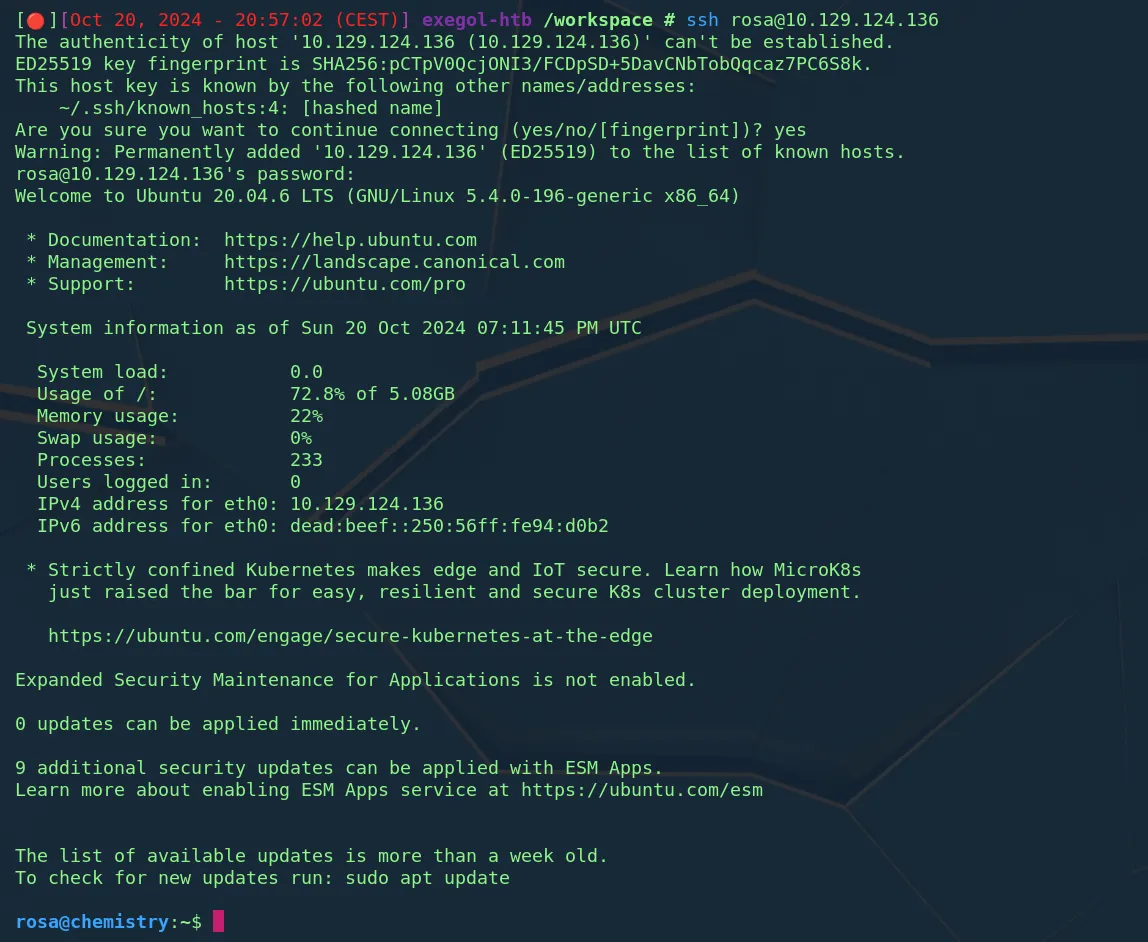 [🔴][Oct 20, 2024 - 20:57:02 (CEST)] exegol-htb /workspace # ssh rosa@10.129.124.136
The authenticity of host '10.129.124.136 (10.129.124.136)' can't be established.
ED25519 key fingerprint is SHA256:pCTpV0QcjONI3/FCDpSD+5DavCNbTobQqcaz7PC6S8k.
This host key is known by the following other names/addresses:
    ~/.ssh/known_hosts:4: [hashed name]
Are you sure you want to continue connecting (yes/no/[fingerprint])? yes
Warning: Permanently added '10.129.124.136' (ED25519) to the list of known hosts.
rosa@10.129.124.136's password:
Welcome to Ubuntu 20.04.6 LTS (GNU/Linux 5.4.0-196-generic x86_64)

 * Documentation:  https://help.ubuntu.com
 * Management:     https://landscape.canonical.com
 * Support:        https://ubuntu.com/pro

 System information as of Sun 20 Oct 2024 07:11:45 PM UTC

  System load:           0.0
  Usage of /:            72.8% of 5.08GB
  Memory usage:          22%
  Swap usage:            0%
  Processes:             233
  Users logged in:       0
  IPv4 address for eth0: 10.129.124.136
  IPv6 address for eth0: dead:beef::250:56ff:fe94:d0b2

 * Strictly confined Kubernetes makes edge and IoT secure. Learn how MicroK8s
   just raised the bar for easy, resilient and secure K8s cluster deployment.

   https://ubuntu.com/engage/secure-kubernetes-at-the-edge

Expanded Security Maintenance for Applications is not enabled.

0 updates can be applied immediately.

9 additional security updates can be applied with ESM Apps.
Learn more about enabling ESM Apps service at https://ubuntu.com/esm


The list of available updates is more than a week old.
To check for new updates run: sudo apt update

rosa@chemistry:~$